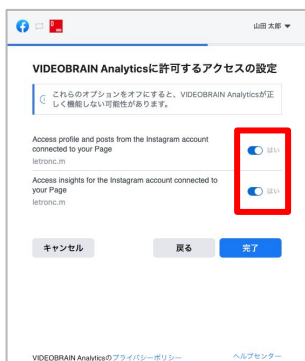 山田 太郎
VIDEOBRAIN Analyticsに許可するアクセスの設定
これらのオプションをオフにすると、VIDEOBRAIN Analyticsが正
しく機能しない可能性があります。
Access profile and posts from the Instagram account
connected to your Page
letronc.m
はい
Access insights for the Instagram account connected to
your Page
letronc.m
はい
キャンセル
戻る
完了
VIDEOBRAIN Analyticsのプライバシーポリシー
ヘルプセンター